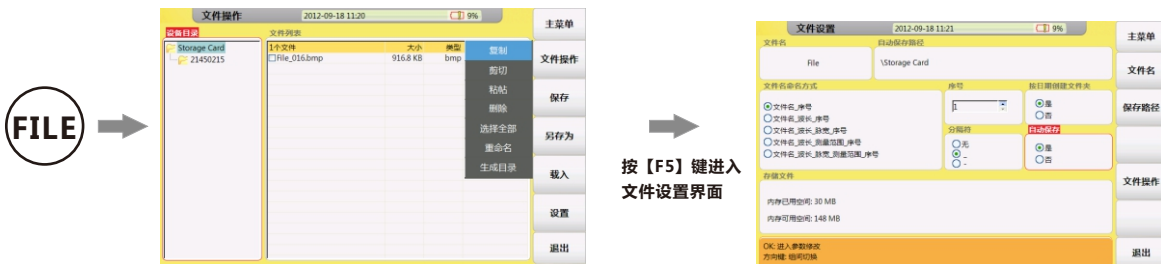 FILE
文件操作
2012-09-18 11:20
9%
设备目录
文件列表
Storage Card
21450215
1个文件
大小
类型
File_016.bmp
916.8 KB
bmp
复制
剪切
粘帖
删除
选择全部
重命名
生成目录
主菜单
文件操作
保存
另存为
载入
设置
退出
按【F5】键进入
文件设置界面
文件设置
2012-09-18 11:21
9%
文件名
自动保存路径
File
\Storage Card
文件名命名方式
序号
按日期创建文件夹
文件名_序号
文件名_波长_序号
文件名_波长_脉宽_序号
文件名_波长_测量范围_序号
文件名_波长_脉宽_测量范围_序号
1
是
否
分隔符
自动保存
无
_
-
是
否
存储文件
内存已用空间: 30 MB
内存可用空间: 148 MB
OK: 进入参数修改
方向键: 组间切换
主菜单
文件名
保存路径
文件操作
退出